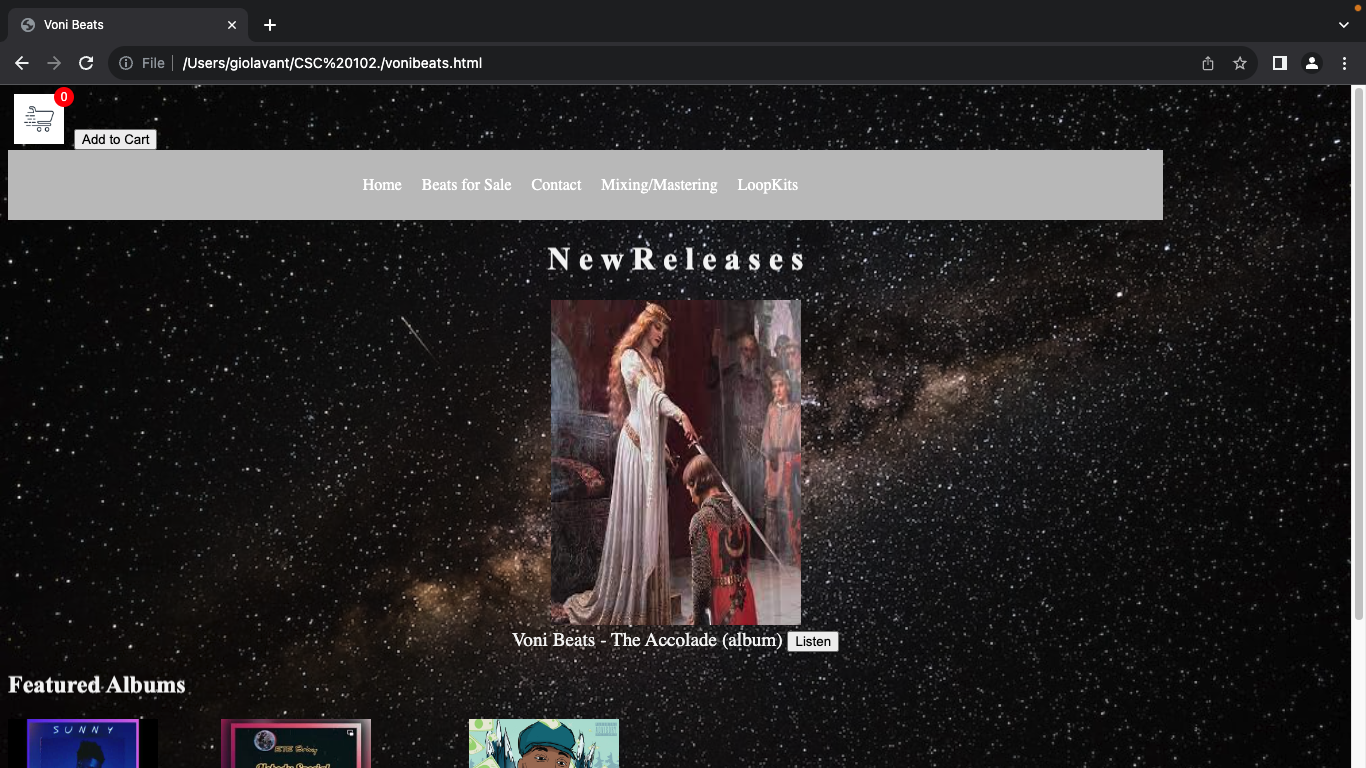 Voni Beats
File /Users/giolavant/CSC%20102./vonibeats.html
0
Add to Cart
Home Beats for Sale Contact Mixing/Mastering LoopKits
N e w R e l e a s e s
Voni Beats - The Accolade (album) Listen
Featured Albums
SUNNY